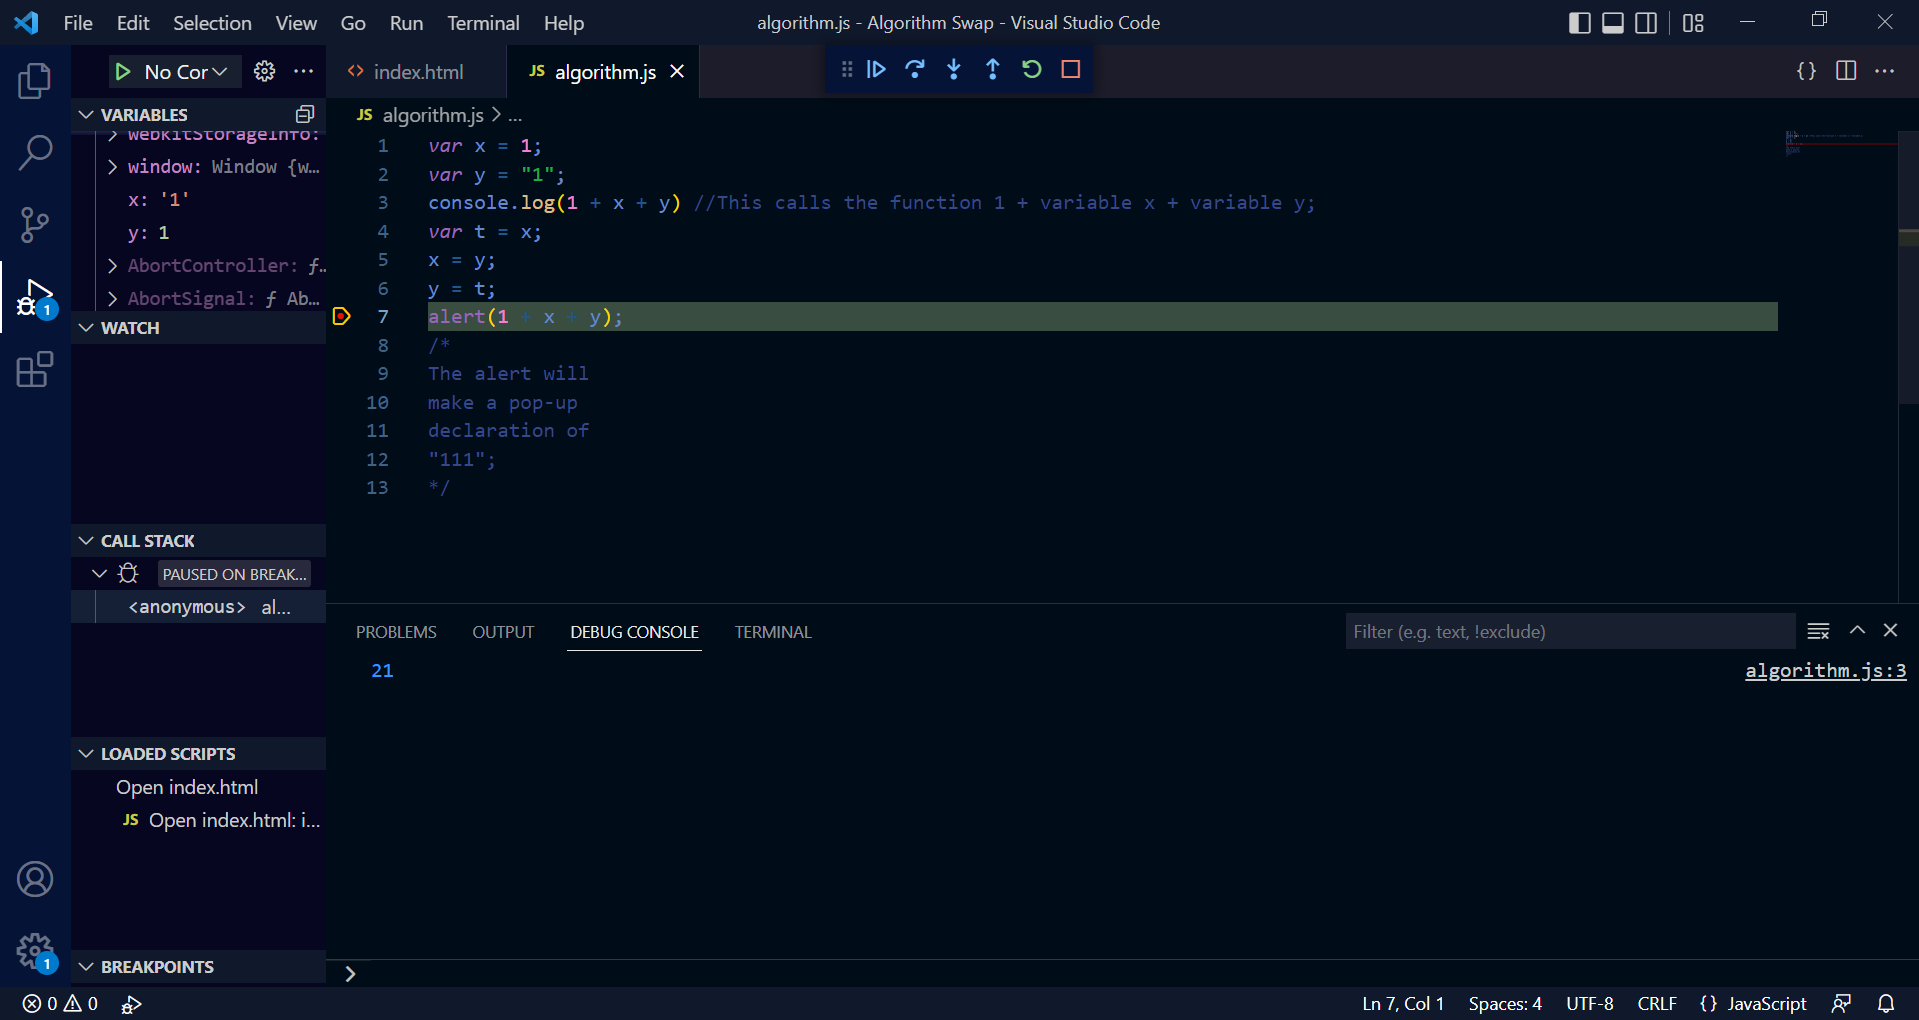 File Edit Selection View Go Run Terminal Help
algorithm.js - Algorithm Swap - Visual Studio Code
No Cor
index.html
JS algorithm.js
{}
VARIABLES
webkitStorageInfo:
window: Window {w…
x: '1'
y: 1
AbortController: ƒ…
AbortSignal: ƒ Ab…
WATCH
CALL STACK
PAUSED ON BREAK...
<anonymous> al...
LOADED SCRIPTS
Open index.html
JS Open index.html: i...
BREAKPOINTS
1
1
JS algorithm.js > ...
1 var x = 1;
2 var y = "1";
3 console.log(1 + x + y) //This calls the function 1 + variable x + variable y;
4 var t = x;
5 x = y;
6 y = t;
7 alert(1 + x + y);
8 /*
9 The alert will
10 make a pop-up
11 declaration of
12 "111";
13 */
PROBLEMS OUTPUT DEBUG CONSOLE TERMINAL
Filter (e.g. text, !exclude)
21
algorithm.js:3
>
0 0
Ln 7, Col 1 Spaces: 4 UTF-8 CRLF {} JavaScript